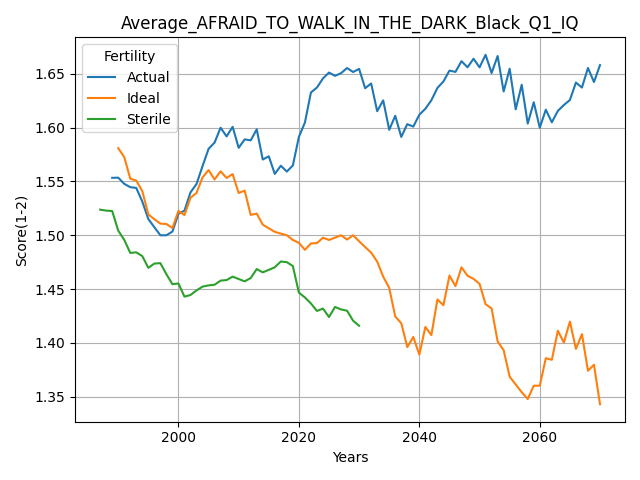 Average_AFRAID_TO_WALK_IN_THE_DARK_Black_Q1_IQ
Fertility
Actual
Ideal
Sterile
Score(1-2)
1.65
1.60
1.55
1.50
1.45
1.40
1.35
2000 2020 2040 2060
Years